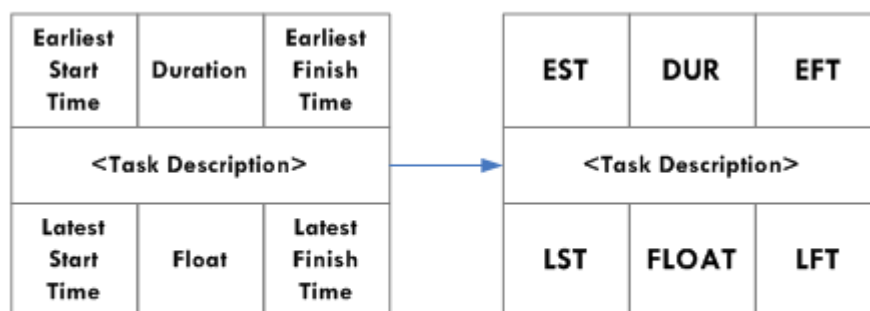 Earliest
Start
Time
Duration
Earliest
Finish
Time
<Task Description>
Latest
Start
Time
Float
Latest
Finish
Time
EST
DUR
EFT
<Task Description>
LST
FLOAT
LFT